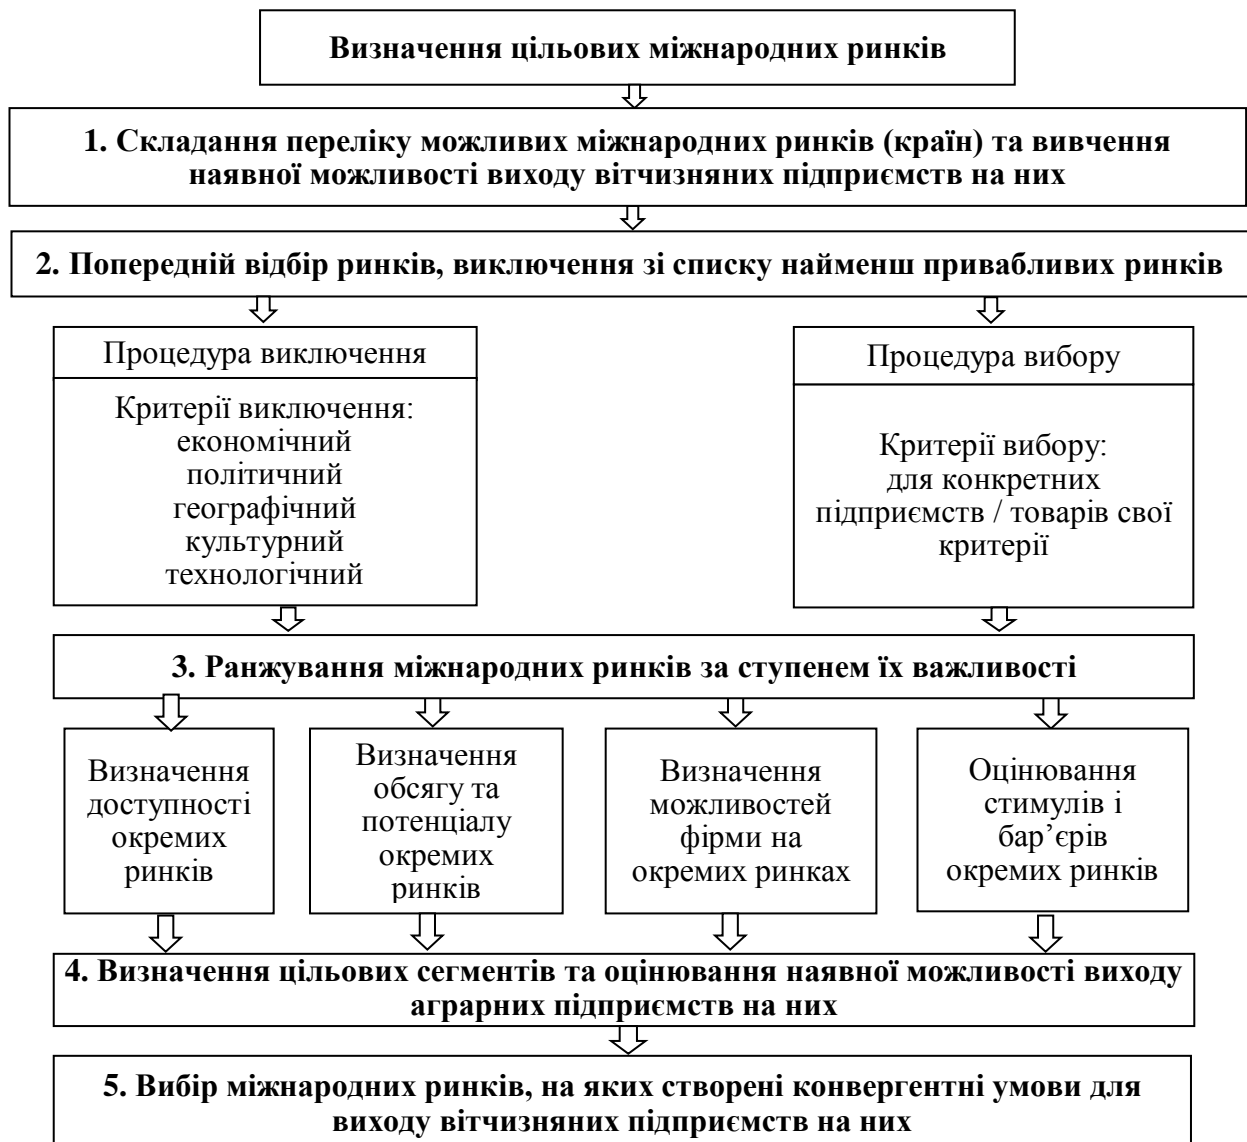 Визначення цільових міжнародних ринків
1. Складання переліку можливих міжнародних ринків (країн) та вивчення
наявної можливості виходу вітчизняних підприємств на них
2. Попередній відбір ринків, виключення зі списку найменш привабливих ринків
Процедура виключення
Критерії виключення:
економічний
політичний
географічний
культурний
технологічний
Процедура вибору
Критерії вибору:
для конкретних
підприємств / товарів свої
критерії
3. Ранжування міжнародних ринків за ступенем їх важливості
Визначення
доступності
окремих
ринків
Визначення
обсягу та
потенціалу
окремих
ринків
Визначення
можливостей
фірми на
окремих ринках
Оцінювання
стимулів і
бар’єрів
окремих ринків
4. Визначення цільових сегментів та оцінювання наявної можливості виходу
аграрних підприємств на них
5. Вибір міжнародних ринків, на яких створені конвергентні умови для
виходу вітчизняних підприємств на них